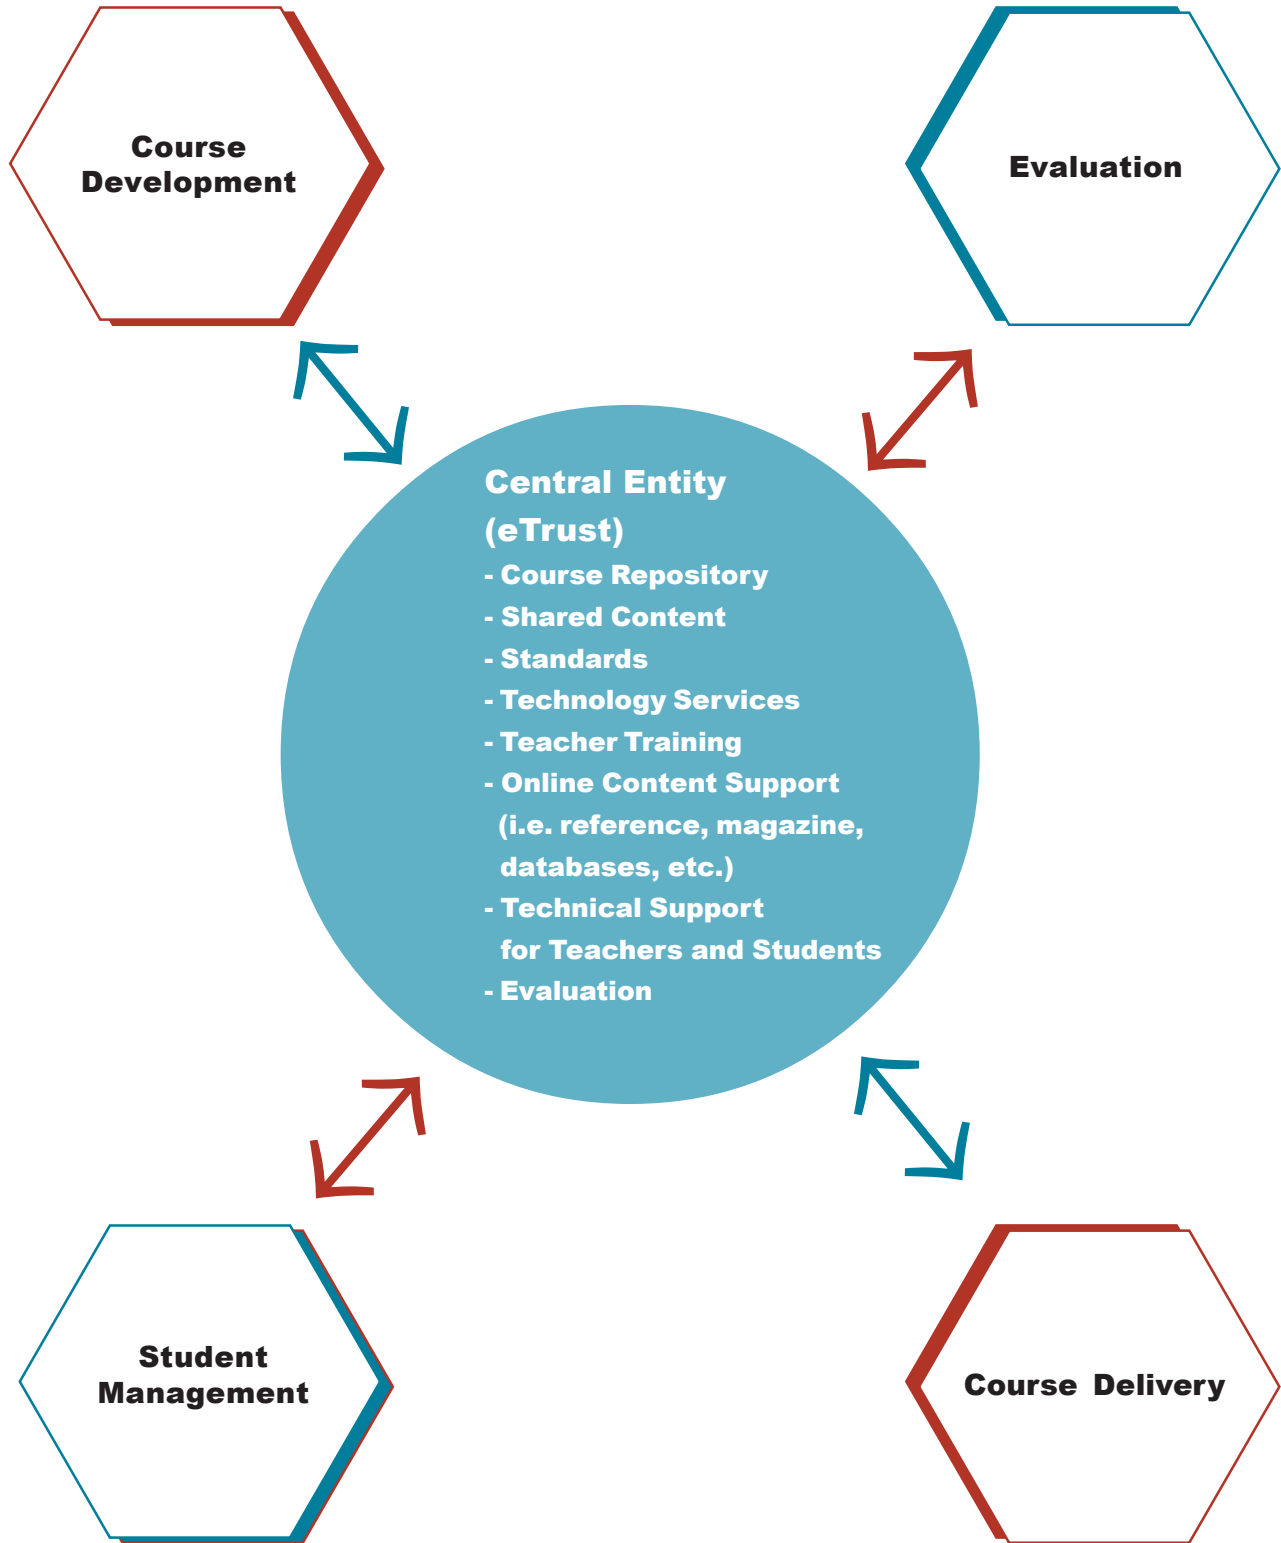 Course
Development
Evaluation
Central Entity
(eTrust)
- Course Repository
- Shared Content
- Standards
- Technology Services
- Teacher Training
- Online Content Support
(i.e. reference, magazine,
databases, etc.)
- Technical Support
for Teachers and Students
- Evaluation
Student
Management
Course Delivery